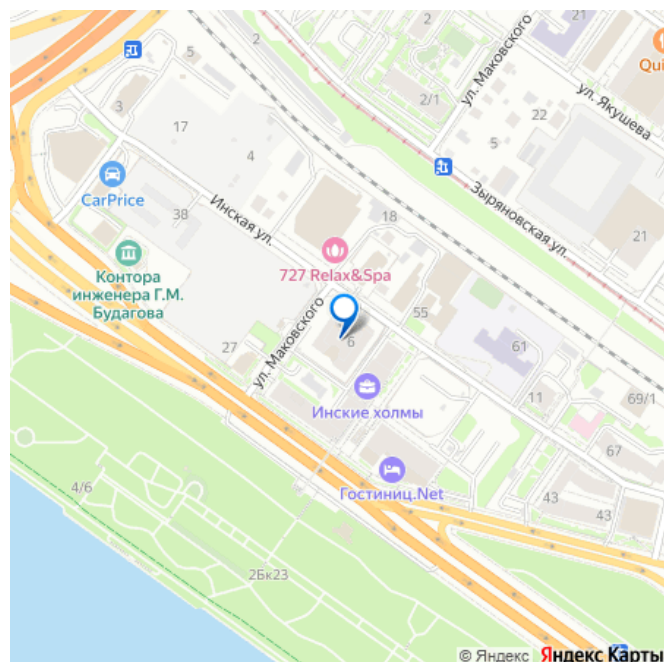 2
21
2
Qui
5
2/1
ул. Маковского
ул. Якушева
3
17
22
4
5
CarPrice
Инская ул.
Зыряновская ул.
38
18
21
727 Relax&Spa
Контора
инженера Г.М.
Будагова
55
ул. Маковского
27
6
61
Инские холмы
11
69/1
67
Гостиниц.Net
43
43
4/6
2Бк23
© Яндекс Яндекс Карты